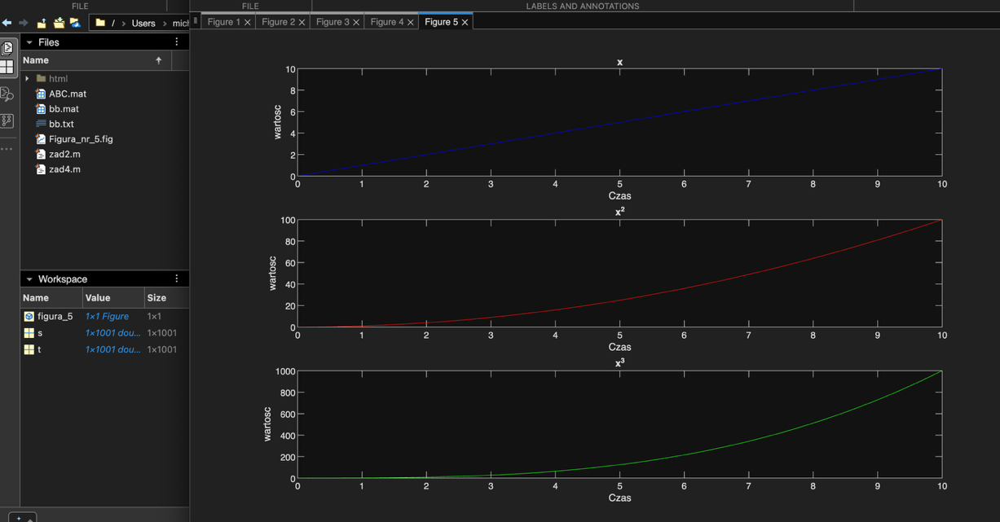 FILE
FILE
LABELS AND ANNOTATIONS
/ > Users >
Figure 1 Figure 2 Figure 3 Figure 4 Figure 5
Files
Name
html
ABC.mat
bb.mat
bb.txt
Figura_nr_5.fig
zad2.m
zad4.m
Workspace
Name Value Size
figura_5 1×1 Figure 1×1
s 1×1001 dou... 1×1001
t 1×1001 dou... 1×1001
x
10
8
6
4
2
0
wartosc
0 1 2 3 4 5 6 7 8 9 10
Czas
x²
100
80
60
40
20
0
wartosc
0 1 2 3 4 5 6 7 8 9 10
Czas
x³
1000
800
600
400
200
0
wartosc
0 1 2 3 4 5 6 7 8 9 10
Czas